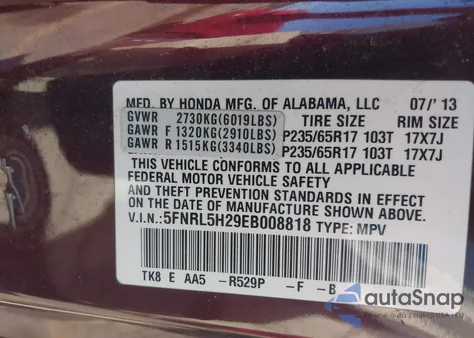 MFD. BY HONDA MFG. OF ALABAMA, LLC 07/'13
GVWR 2730KG(6019LBS) TIRE SIZE RIM SIZE
GAWR F 1320KG(2910LBS) P235/65R17 103T 17X7J
GAWR R 1515KG(3340LBS) P235/65R17 103T 17X7J
THIS VEHICLE CONFORMS TO ALL APPLICABLE
FEDERAL MOTOR VEHICLE SAFETY
AND THEFT PREVENTION STANDARDS IN EFFECT
ON THE DATE OF MANUFACTURE SHOWN ABOVE.
V.I.N: 5FNRL5H29EB008818 TYPE: MPV
TK8 E AA5 -R529P -F -B
autoSnap